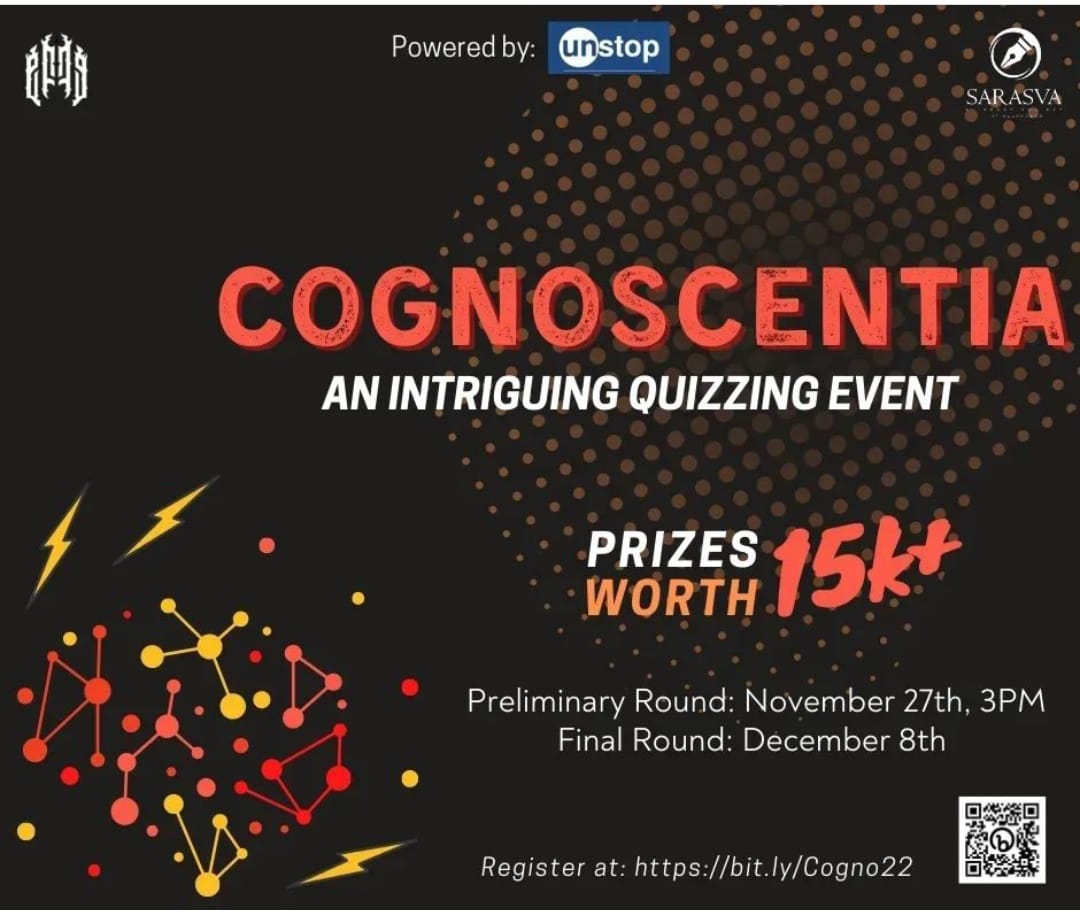 Powered by: unstop
SARASVA
COGNOSCENTIA
AN INTRIGUING QUIZZING EVENT
PRIZES
WORTH 15k+
Preliminary Round: November 27th, 3PM
Final Round: December 8th
Register at: https://bit.ly/Cogno22